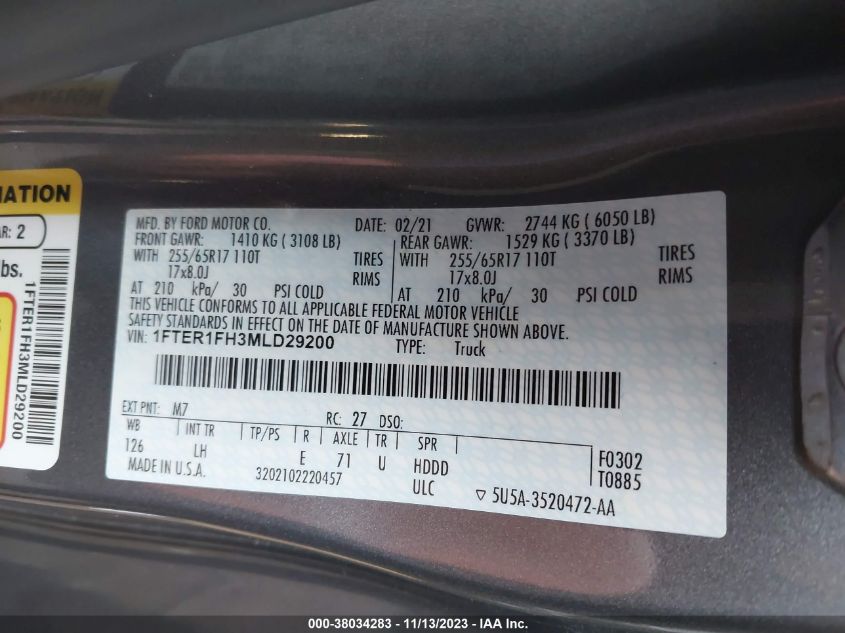 MATION
AR: 2
lbs.
1FTER1FH3MLD29200
MFD. BY FORD MOTOR CO. DATE: 02/21 GVWR: 2744 KG ( 6050 LB)
FRONT GAWR: 1410 KG ( 3108 LB) REAR GAWR: 1529 KG ( 3370 LB)
WITH 255/65R17 110T TIRES WITH 255/65R17 110T TIRES
17x8.0J RIMS 17x8.0J RIMS
AT 210 kPa/ 30 PSI COLD AT 210 kPa/ 30 PSI COLD
THIS VEHICLE CONFORMS TO ALL APPLICABLE FEDERAL MOTOR VEHICLE
SAFETY STANDARDS IN EFFECT ON THE DATE OF MANUFACTURE SHOWN ABOVE.
VIN: 1FTER1FH3MLD29200 TYPE: Truck
EXT PNT: M7 RC: 27 DSO:
WB INT TR TP/PS R AXLE TR SPR F0302
126 LH E 71 U HDDD T0885
MADE IN U.S.A. 3202102220457 ULC ▽ 5U5A-3520472-AA
000-38034283 - 11/13/2023 - IAA Inc.